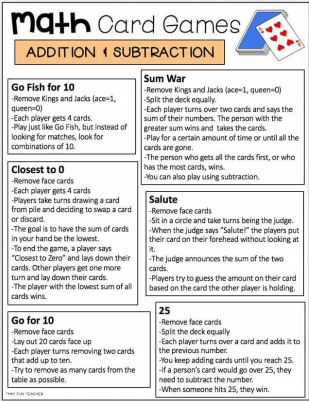 Math Card Games
ADDITION & SUBTRACTION
Go Fish for 10
-Remove Kings and Jacks (ace=1,
queen=0)
-Each player gets 4 cards.
-Play just like Go Fish, but instead
of looking for matches, look for
combinations of 10.
Closest to 0
-Remove face cards
-Each player gets 4 cards
-Players take turns drawing a card
from pile and deciding to swap a card
or discard.
-The goal is to have the sum of cards
in your hand be the lowest.
-To end the game, a player says
"Closest to Zero" and lays down their
cards. Other players get one more
turn and lay down their cards.
-The player with the lowest sum of all
cards wins.
Go for 10
-Remove face cards
-Lay out 20 cards face up
-Each player turns removing two cards
that add up to ten.
-Try to remove as many cards from the
table as possible.
THAT FUN TEACHER
Sum War
-Remove Kings and Jacks (ace=1, queen=0)
-Split the deck equally.
-Each player turns over two cards and says the
sum of their numbers. The person with the
greater sum wins and takes the cards.
-Play for a certain amount of time or until all the
cards are gone.
-The person who gets all the cards first, or who
has the most cards, wins.
-You can also play using subtraction.
Salute
-Remove face cards
-Sit in a circle and take turns being the judge.
-When the judge says "Salute!" the players put
their card on their forehead without looking at
it.
-The judge announces the sum of the two
cards.
-Players try to guess the amount on their card
based on the card the other player is holding.
25
-Remove face cards
-Split the deck equally
-Each player turns over a card and adds it to
the previous number.
-You keep adding cards until you reach 25.
-If a person's card would go over 25, they
need to subtract the number.
-When someone hits 25, they win.